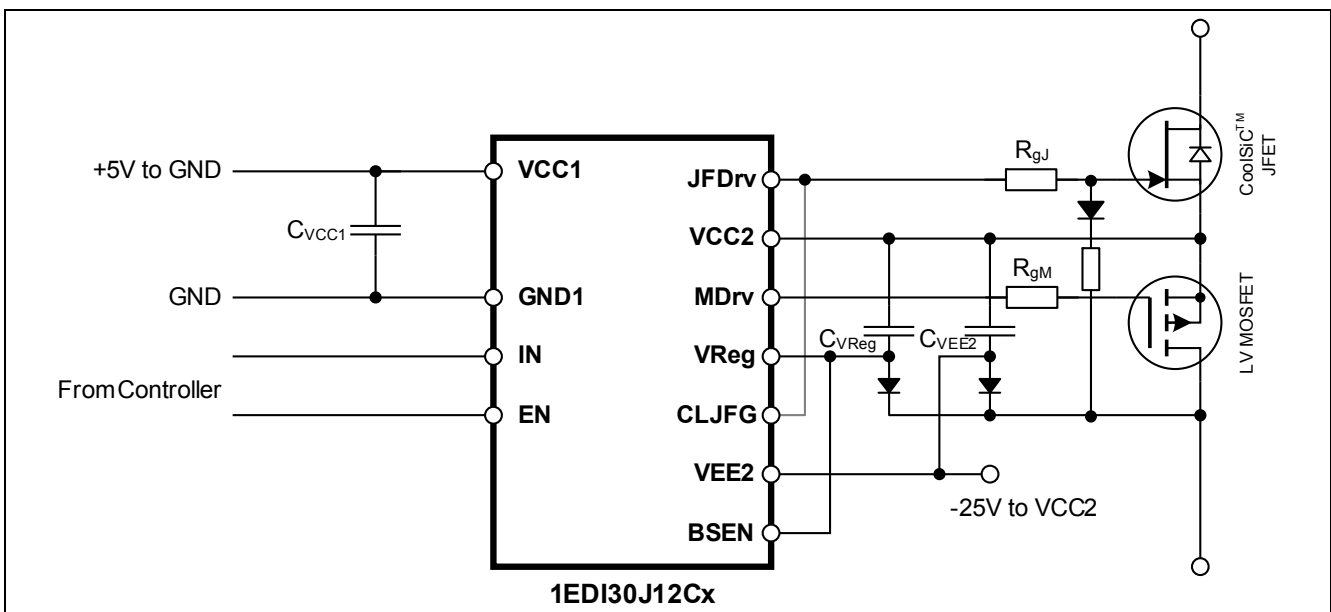 +5V to GND
CVCC1
GND
From Controller
VCC1
GND1
IN
EN
JFDrv
VCC2
MDrv
VReg
CLJFG
VEE2
BSEN
1EDI30J12Cx
RgJ
RgM
CVReg
CVEE2
-25V to VCC2
CoolSiC™
JFET
LV MOSFET